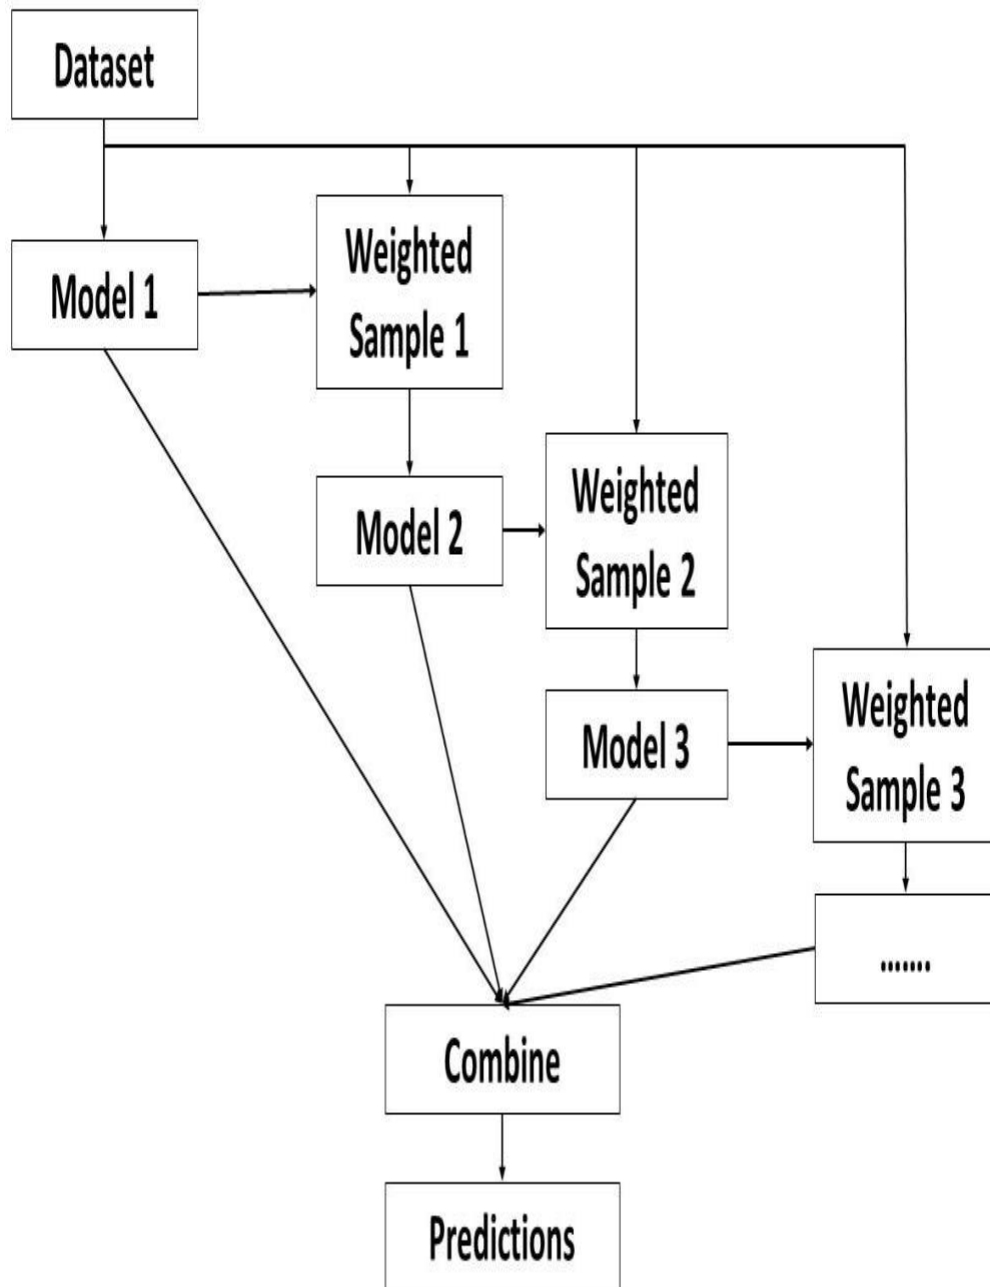 Dataset
Model 1
Weighted
Sample 1
Model 2
Weighted
Sample 2
Model 3
Weighted
Sample 3
.......
Combine
Predictions